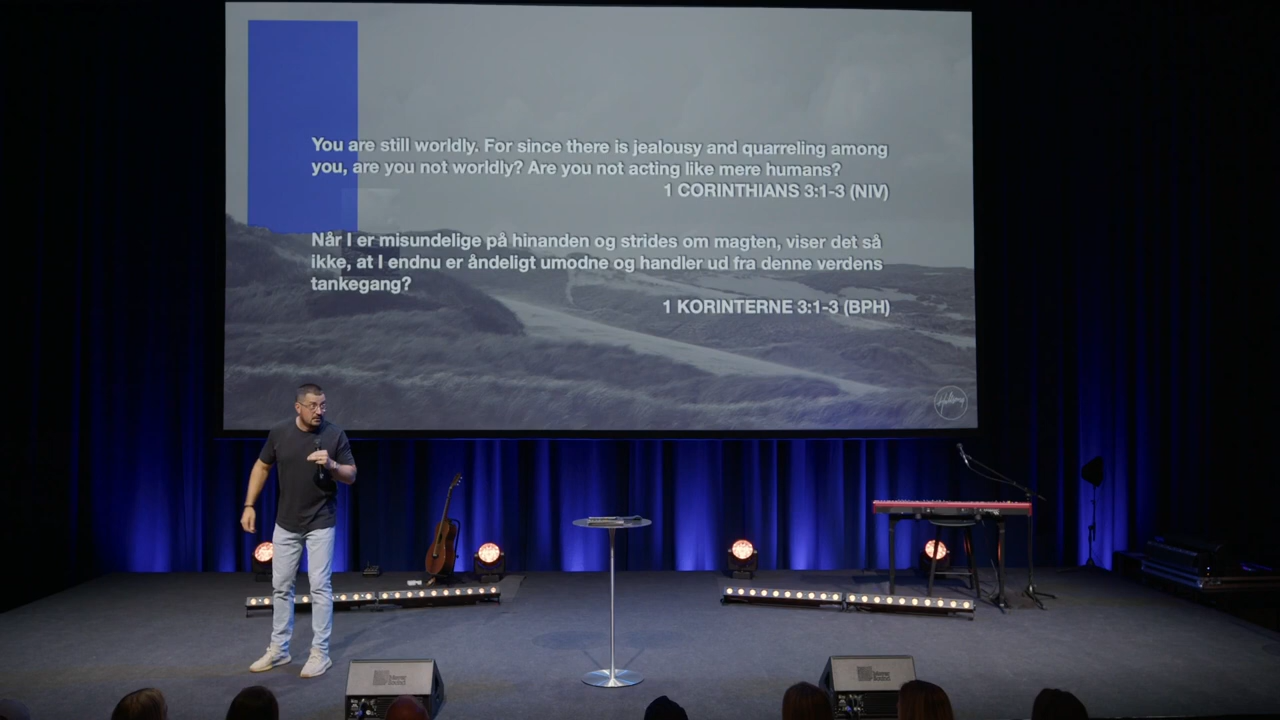 You are still worldly. For since there is jealousy and quarreling among
you, are you not worldly? Are you not acting like mere humans?
1 CORINTHIANS 3:1-3 (NIV)
Når I er misundelige på hinanden og strides om magten, viser det så
ikke, at I endnu er åndeligt umodne og handler ud fra denne verdens
tankegang?
1 KORINTERNE 3:1-3 (BPH)
Hillsong